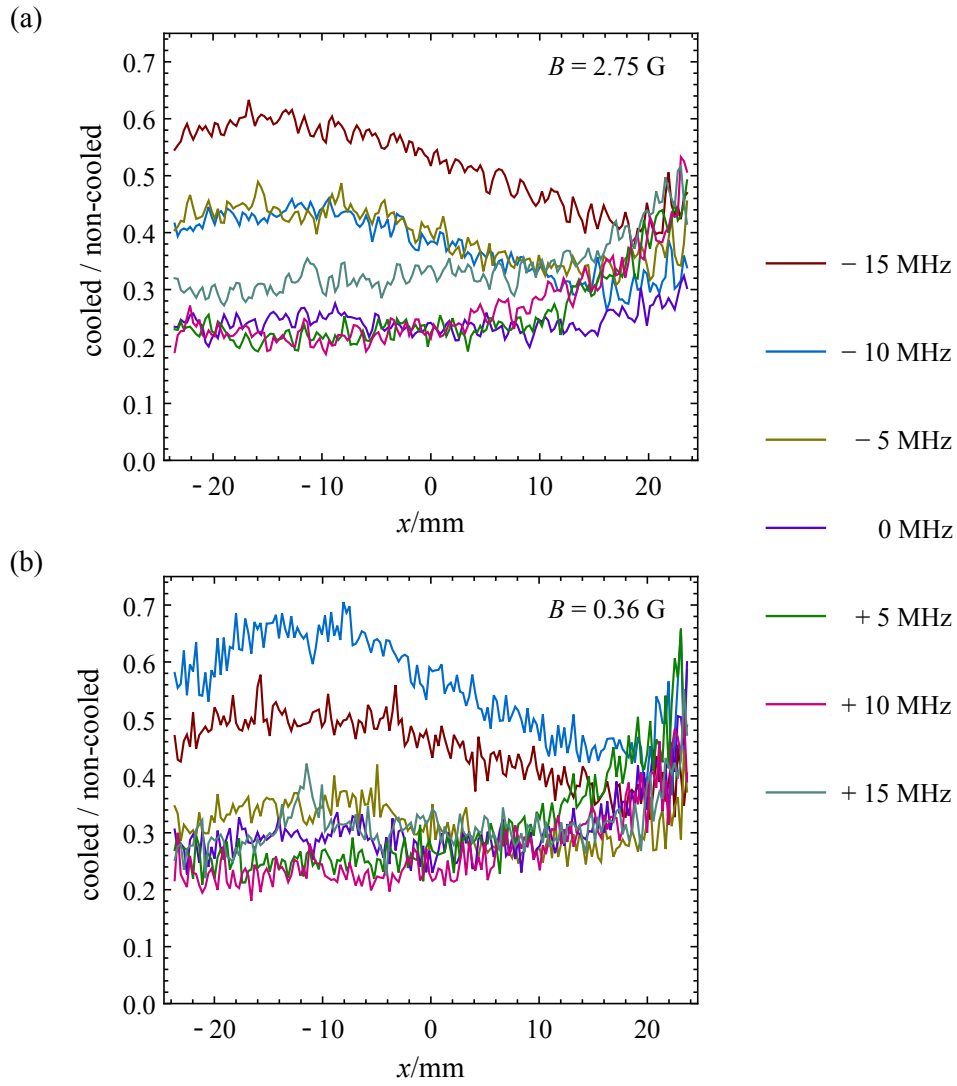 (a)
B = 2.75 G
cooled / non-cooled
0.7
0.6
0.5
0.4
0.3
0.2
0.1
0.0
-20 -10 0 10 20
x/mm
− 15 MHz
− 10 MHz
− 5 MHz
0 MHz
+ 5 MHz
+ 10 MHz
+ 15 MHz
(b)
B = 0.36 G
cooled / non-cooled
0.7
0.6
0.5
0.4
0.3
0.2
0.1
0.0
-20 -10 0 10 20
x/mm